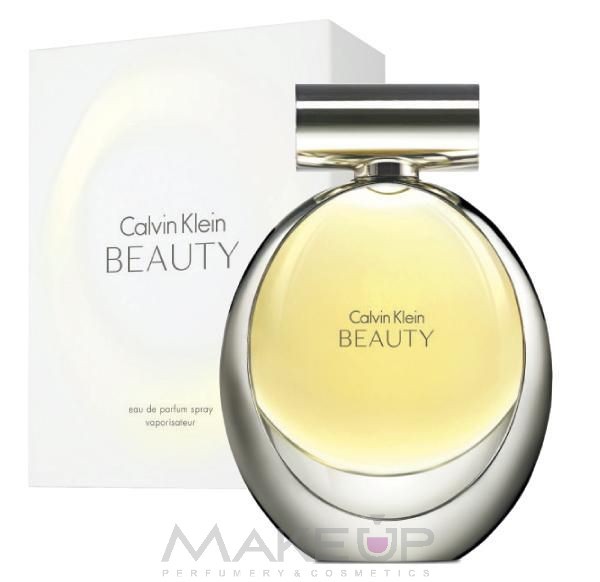 Calvin Klein
BEAUTY
eau de parfum spray
vaporisateur
Calvin Klein
BEAUTY
MAKEUP
PERFUMERY & COSMETICS